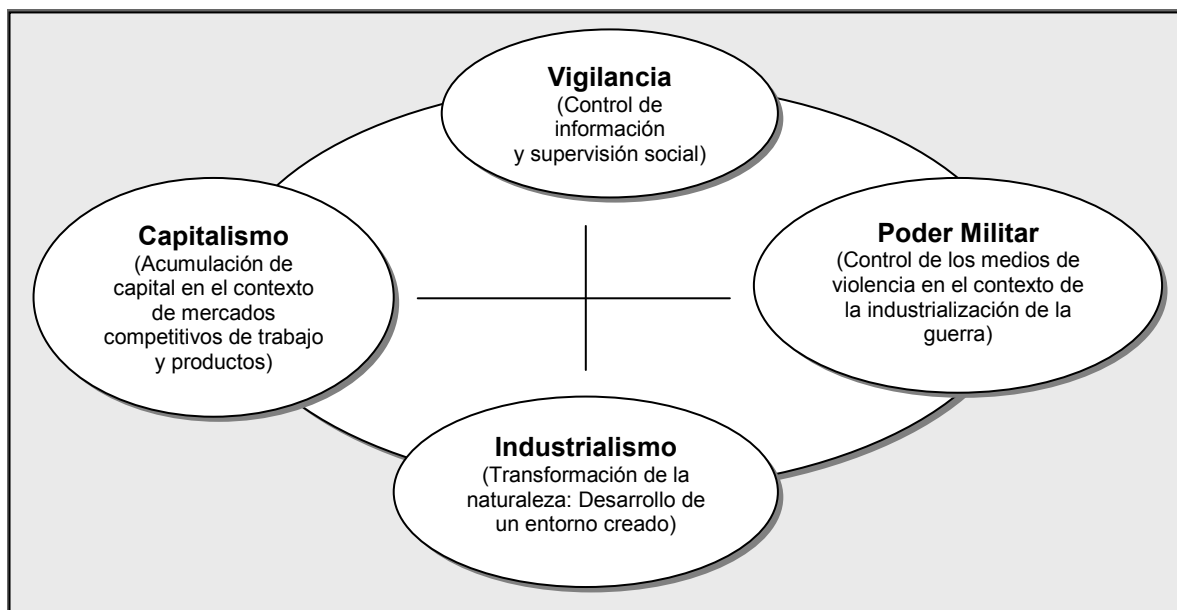 Vigilancia
(Control de
información
y supervisión social)
Capitalismo
(Acumulación de
capital en el contexto
de mercados
competitivos de trabajo
y productos)
Poder Militar
(Control de los medios de
violencia en el contexto de
la industrialización de la
guerra)
Industrialismo
(Transformación de la
naturaleza: Desarrollo de
un entorno creado)